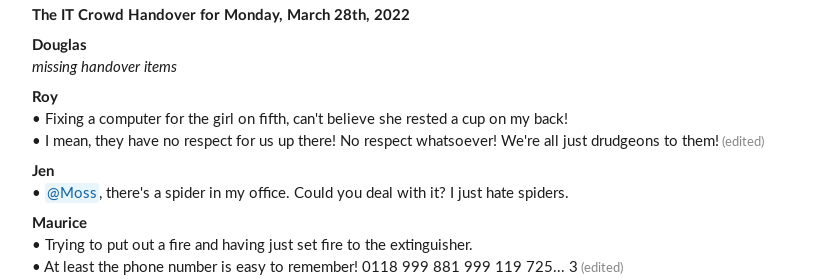 The IT Crowd Handover for Monday, March 28th, 2022
Douglas
missing handover items
Roy
• Fixing a computer for the girl on fifth, can't believe she rested a cup on my back!
• I mean, they have no respect for us up there! No respect whatsoever! We're all just drudgeons to them! (edited)
Jen
• @Moss, there's a spider in my office. Could you deal with it? I just hate spiders.
Maurice
• Trying to put out a fire and having just set fire to the extinguisher.
• At least the phone number is easy to remember! 0118 999 881 999 119 725... 3 (edited)